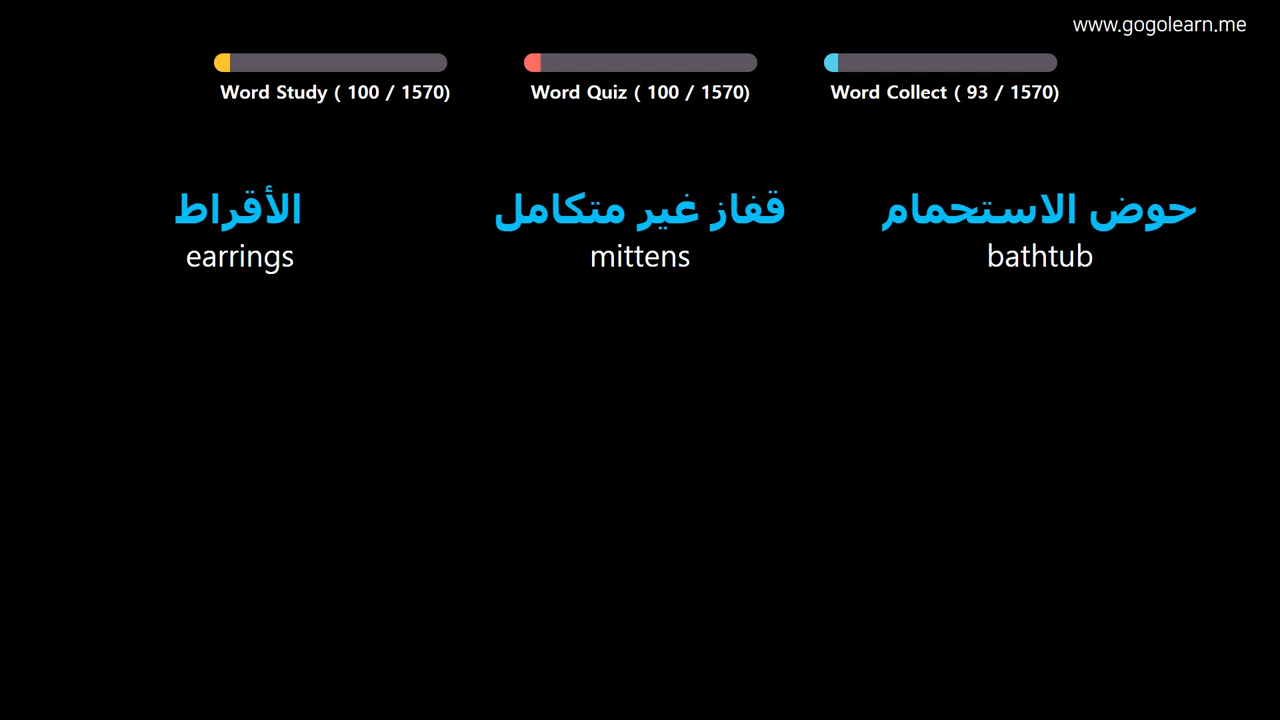 www.gogolearn.me
Word Study ( 100 / 1570)
Word Quiz ( 100 / 1570)
Word Collect ( 93 / 1570)
الأقراط
earrings
قفاز غير متكامل
mittens
حوض الاستحمام
bathtub